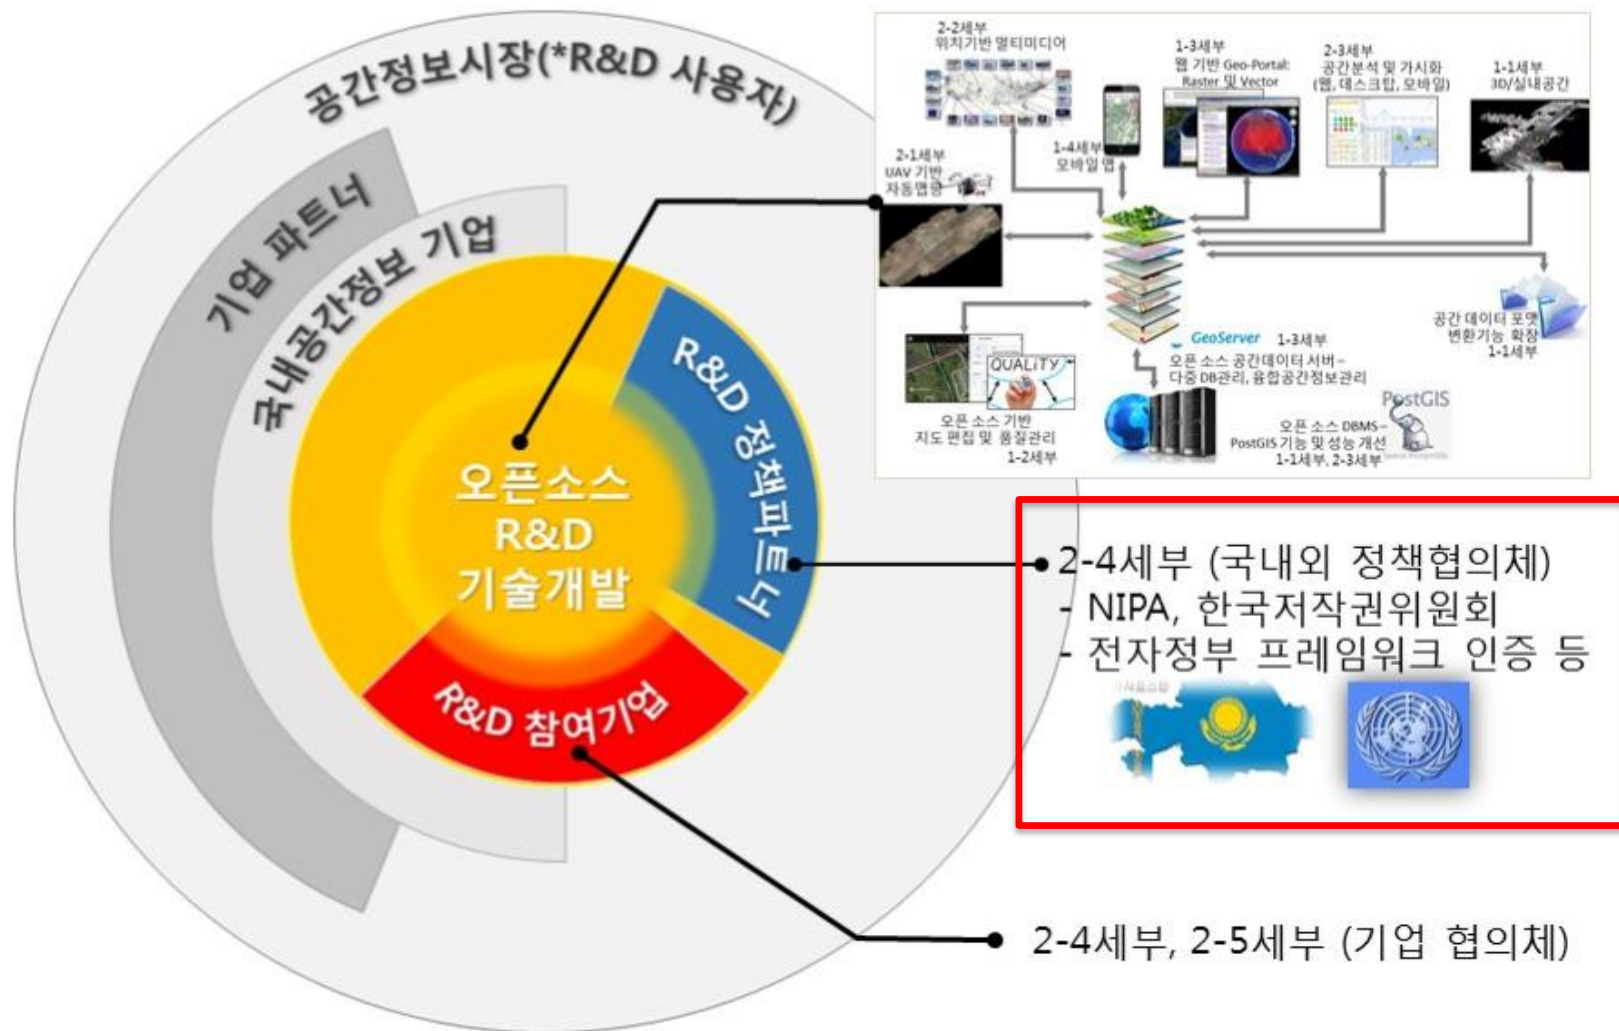 공간정보시장(*R&D 사용자)
기업 파트너
국내공간정보 기업
오픈소스
R&D
기술개발
R&D 정책파트너
R&D 참여기업
2-2세부
위치기반 멀티미디어
1-3세부
웹 기반 Geo-Portal:
Raster 및 Vector
2-3세부
공간분석 및 가시화
(웹, 데스크탑, 모바일)
1-1세부
3D/실내공간
2-1세부
UAV 기반
자동맵핑
1-4세부
모바일 맵
공간 데이터 포맷
변환기능 확장
1-1세부
GeoServer 1-3세부
오픈 소스 공간데이터 서버–
다중 DB관리, 융합공간정보관리
QUALITY
오픈 소스 기반
지도 편집 및 품질관리
1-2세부
PostGIS
오픈 소스 DBMS–
PostGIS 기능 및 성능 개선
1-1세부, 2-3세부
2-4세부 (국내외 정책협의체)
- NIPA, 한국저작권위원회
- 전자정부 프레임워크 인증 등
2-4세부, 2-5세부 (기업 협의체)